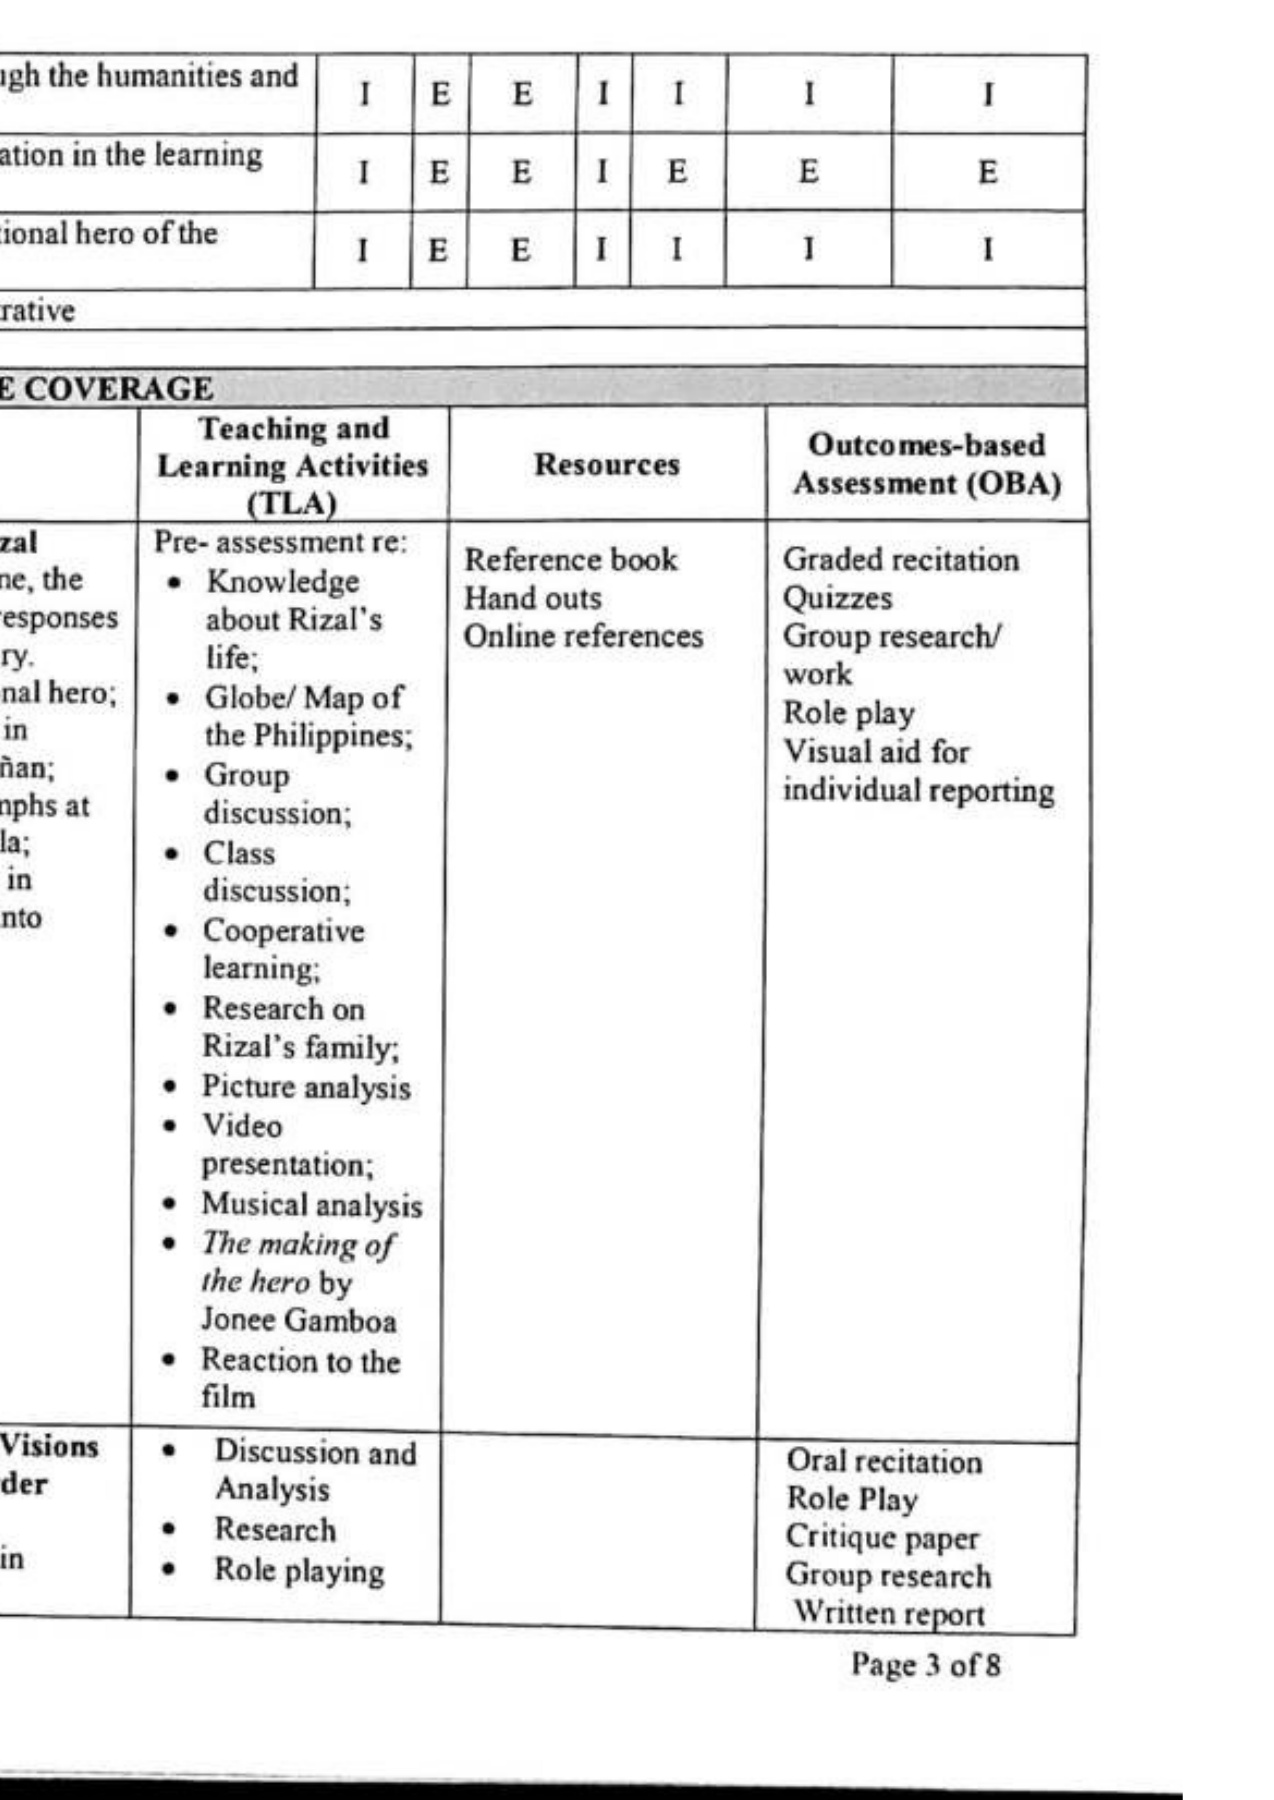 ugh the humanities and I E E I I I I
ation in the learning I E E I E E E
tional hero of the I E E I I I I
rative
E COVERAGE
Teaching and
Learning Activities
(TLA)
Resources
Outcomes-based
Assessment (OBA)
zal
ne, the
responses
ry.
nal hero;
in
ñan;
mphs at
la;
in
nto
Pre- assessment re:
• Knowledge
about Rizal's
life;
• Globe/ Map of
the Philippines;
• Group
discussion;
• Class
discussion;
• Cooperative
learning;
• Research on
Rizal's family;
• Picture analysis
• Video
presentation;
• Musical analysis
• The making of
the hero by
Jonee Gamboa
• Reaction to the
film
Reference book
Hand outs
Online references
Graded recitation
Quizzes
Group research/
work
Role play
Visual aid for
individual reporting
Visions
der
in
• Discussion and
Analysis
• Research
• Role playing
Oral recitation
Role Play
Critique paper
Group research
Written report
Page 3 of 8